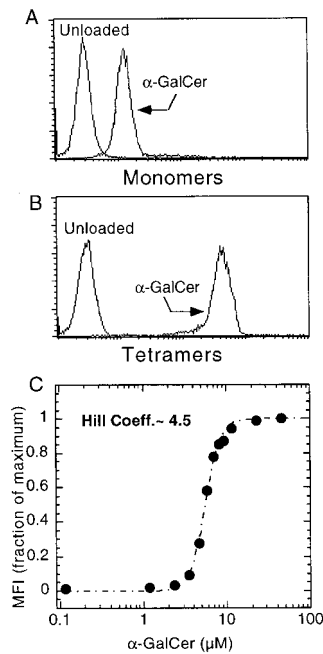 A
Unloaded
α-GalCer
Monomers
B
Unloaded
α-GalCer
Tetramers
C
Hill Coeff.~ 4.5
MFI (fraction of maximum)
1.0
0.8
0.6
0.4
0.2
0
0.1
1
10
100
α-GalCer (μM)